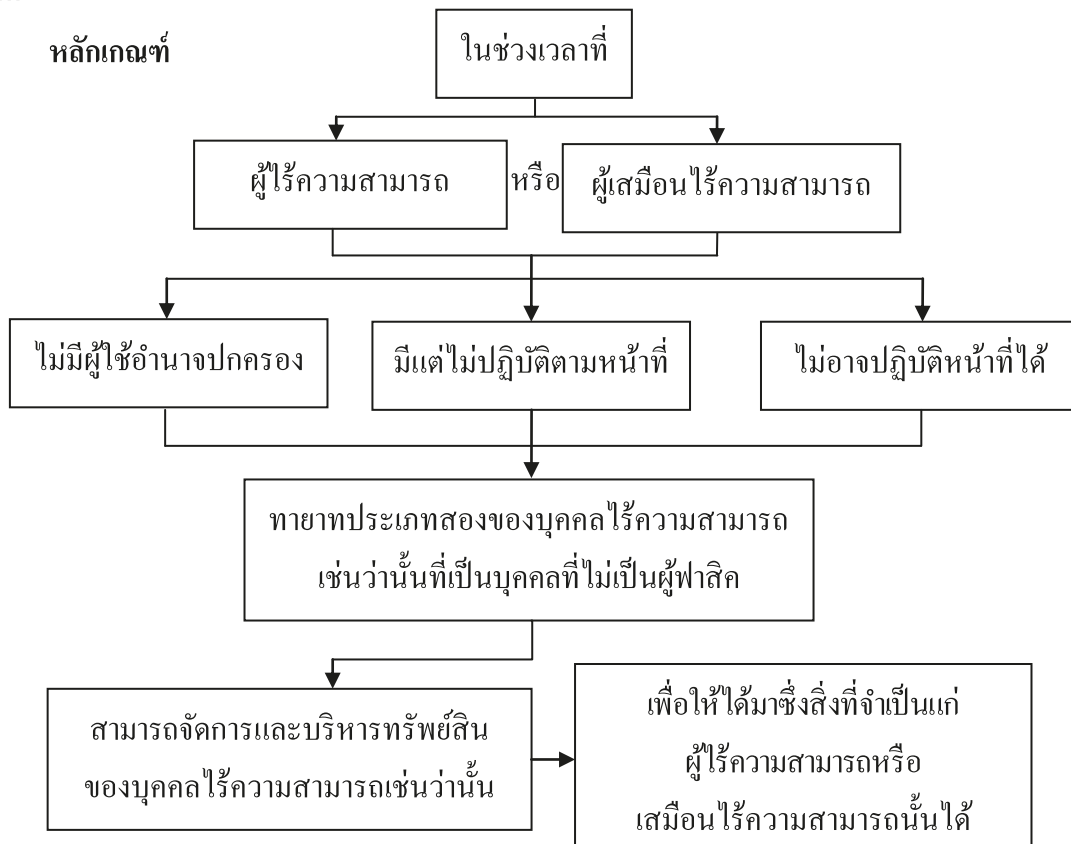 หลักเกณฑ์
ในช่วงเวลาที่
ผู้ไร้ความสามารถ
หรือ
ผู้เสมือนไร้ความสามารถ
ไม่มีผู้ใช้อำนาจปกครอง
มีแต่ไม่ปฏิบัติตามหน้าที่
ไม่อาจปฏิบัติหน้าที่ได้
ทายาทประเภทสองของบุคคลไร้ความสามารถ
เช่นว่านั้นที่เป็นบุคคลที่ไม่เป็นผู้ฟาสิค
สามารถจัดการและบริหารทรัพย์สิน
ของบุคคลไร้ความสามารถเช่นว่านั้น
เพื่อให้ได้มาซึ่งสิ่งที่จำเป็นแก่
ผู้ไร้ความสามารถหรือ
เสมือนไร้ความสามารถนั้นได้